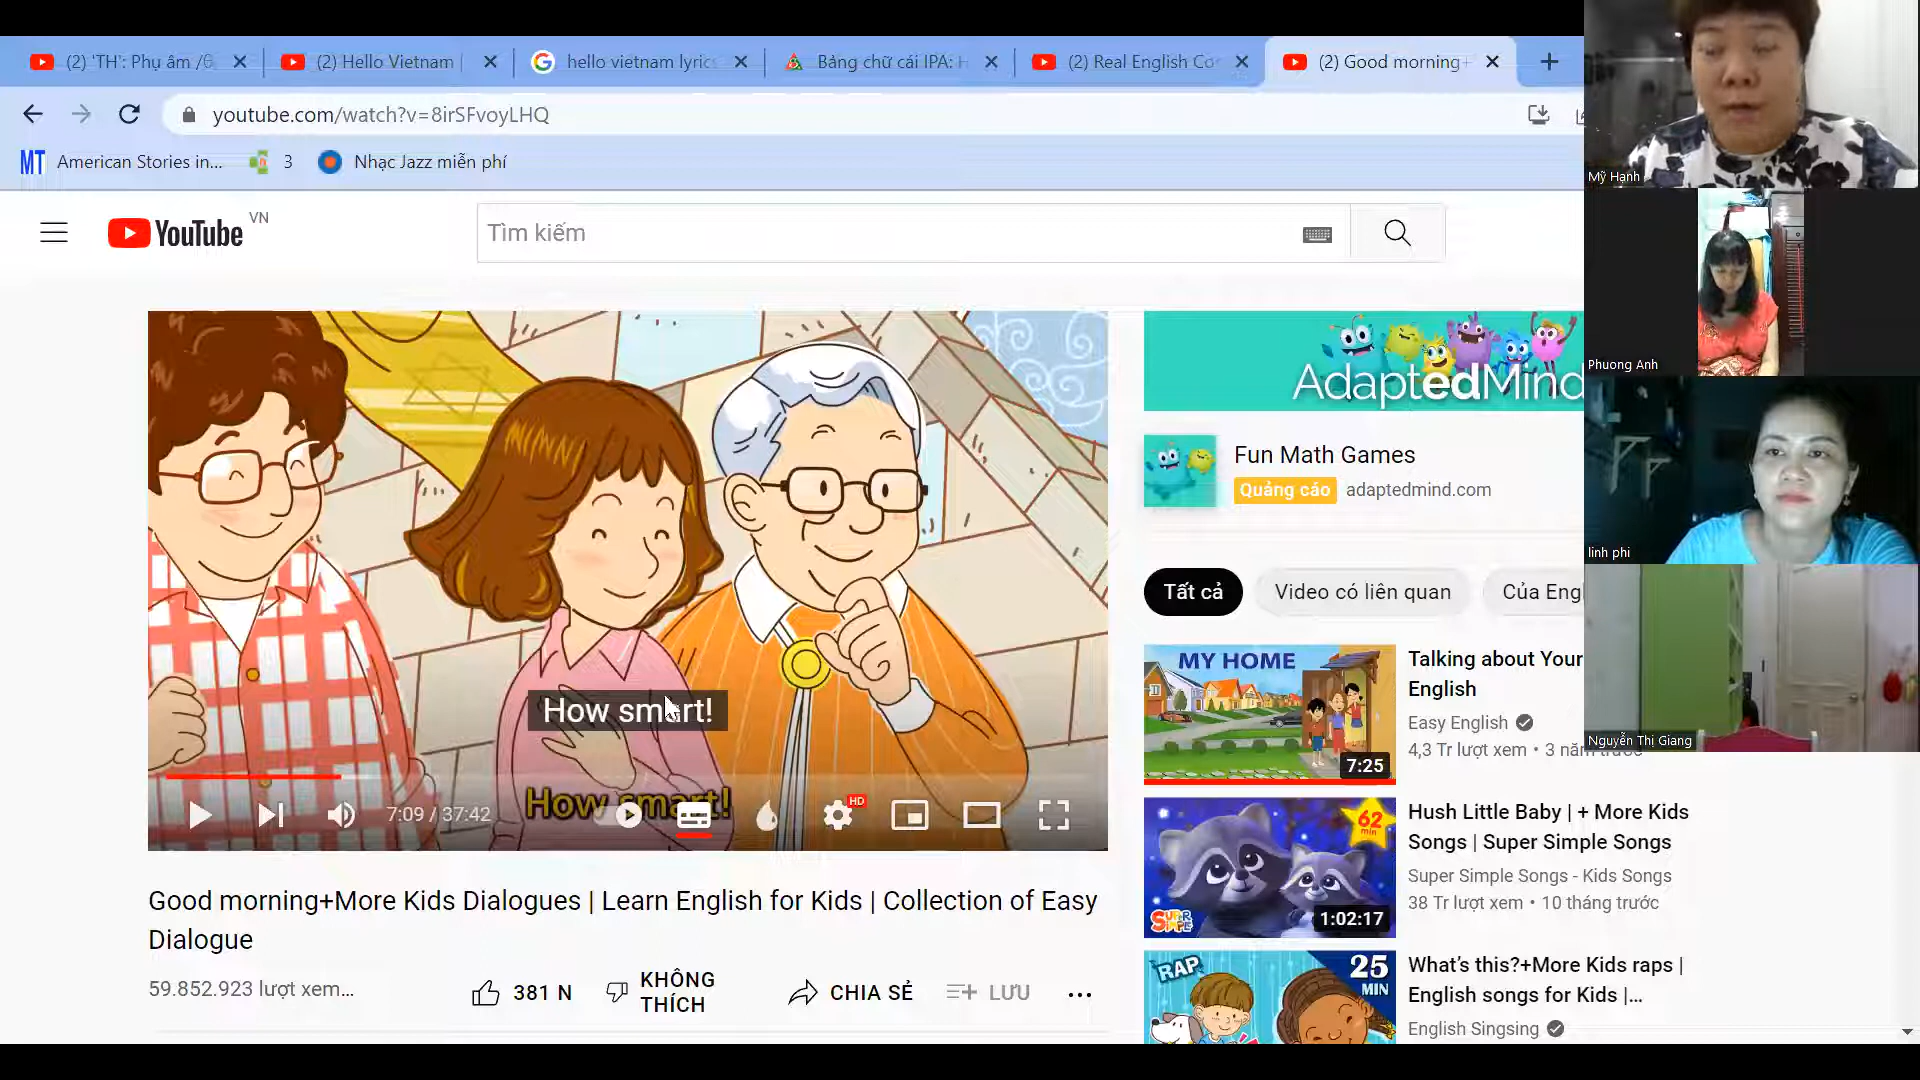 (2) 'TH': Phụ âm /θ
(2) Hello Vietnam |
hello vietnam lyric
Bảng chữ cái IPA: H
(2) Real English Co
(2) Good morning+
youtube.com/watch?v=8irSFvoyLHQ
MT American Stories in...
3
Nhạc Jazz miễn phí
YouTube VN
Tìm kiếm
How smart!
How smart!
7:09 / 37:42
HD
Good morning+More Kids Dialogues | Learn English for Kids | Collection of Easy
Dialogue
59.852.923 lượt xem...
381 N
KHÔNG
THÍCH
CHIA SẺ
LƯU
AdaptedMind
Fun Math Games
Quảng cáo adaptedmind.com
Tất cả
Video có liên quan
Của Engl
MY HOME
7:25
Talking about Your
English
Easy English
4,3 Tr lượt xem • 3 năm trước
62
min
SUPER
SIMPLE
1:02:17
Hush Little Baby | + More Kids
Songs | Super Simple Songs
Super Simple Songs - Kids Songs
38 Tr lượt xem • 10 tháng trước
RAP
25
MIN
What's this?+More Kids raps |
English songs for Kids |...
English Singsing
Mỹ Hạnh
Phuong Anh
linh phi
Nguyễn Thị Giang